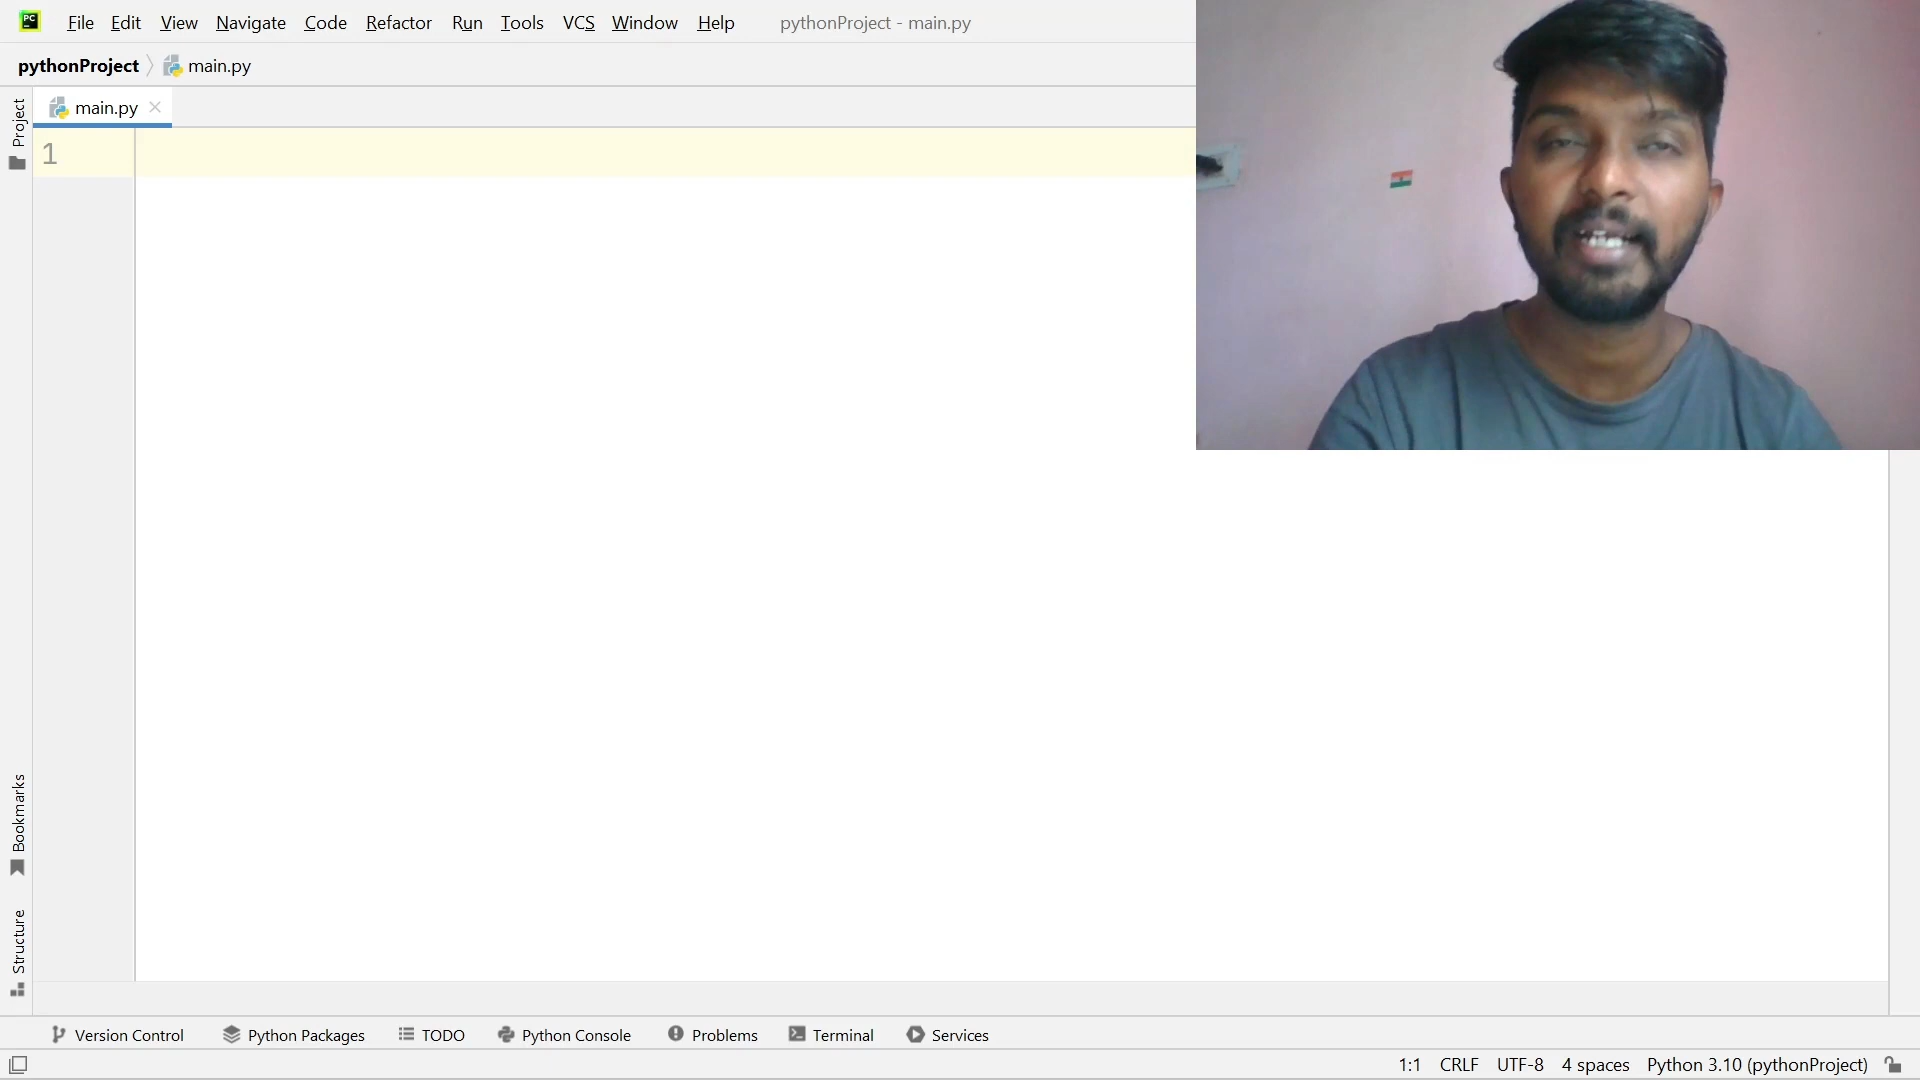 PC File Edit View Navigate Code Refactor Run Tools VCS Window Help pythonProject - main.py
pythonProject main.py
main.py
1
Project
Bookmarks
Structure
Version Control Python Packages TODO Python Console Problems Terminal Services
1:1 CRLF UTF-8 4 spaces Python 3.10 (pythonProject)